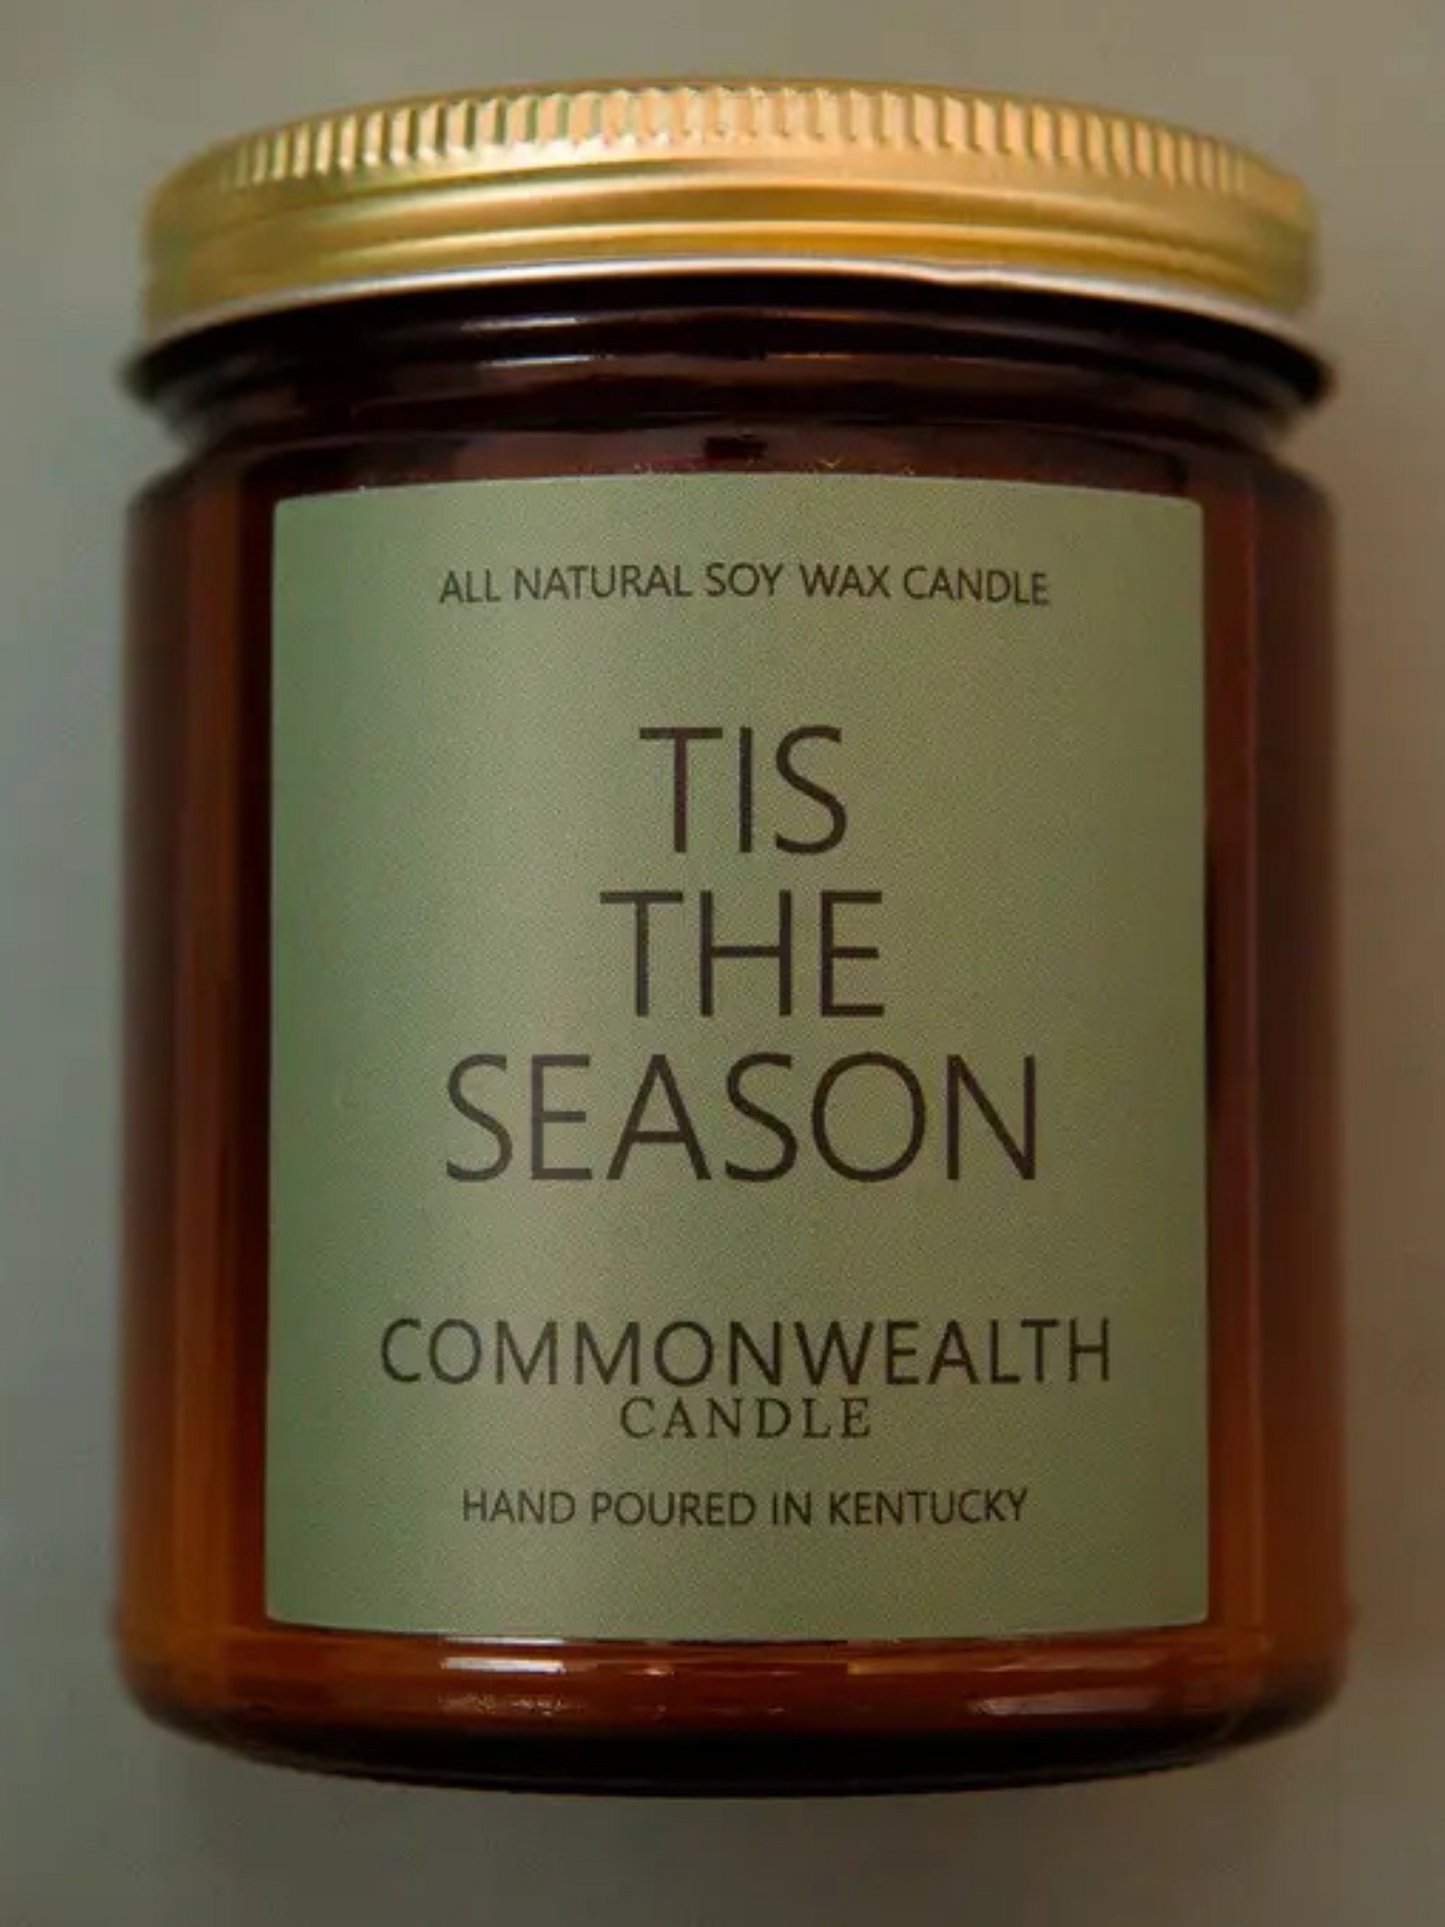 ALL NATURAL SOY WAX CANDLE
TIS
THE
SEASON
COMMONWEALTH
CANDLE
HAND POURED IN KENTUCKY